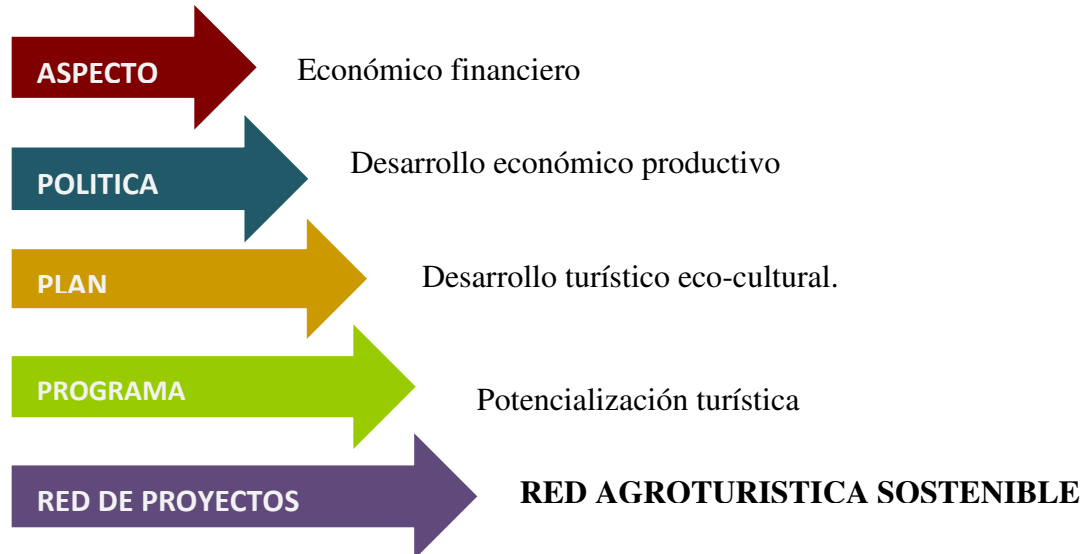 ASPECTO
Económico financiero
POLITICA
Desarrollo económico productivo
PLAN
Desarrollo turístico eco-cultural.
PROGRAMA
Potencialización turística
RED DE PROYECTOS
RED AGROTURISTICA SOSTENIBLE